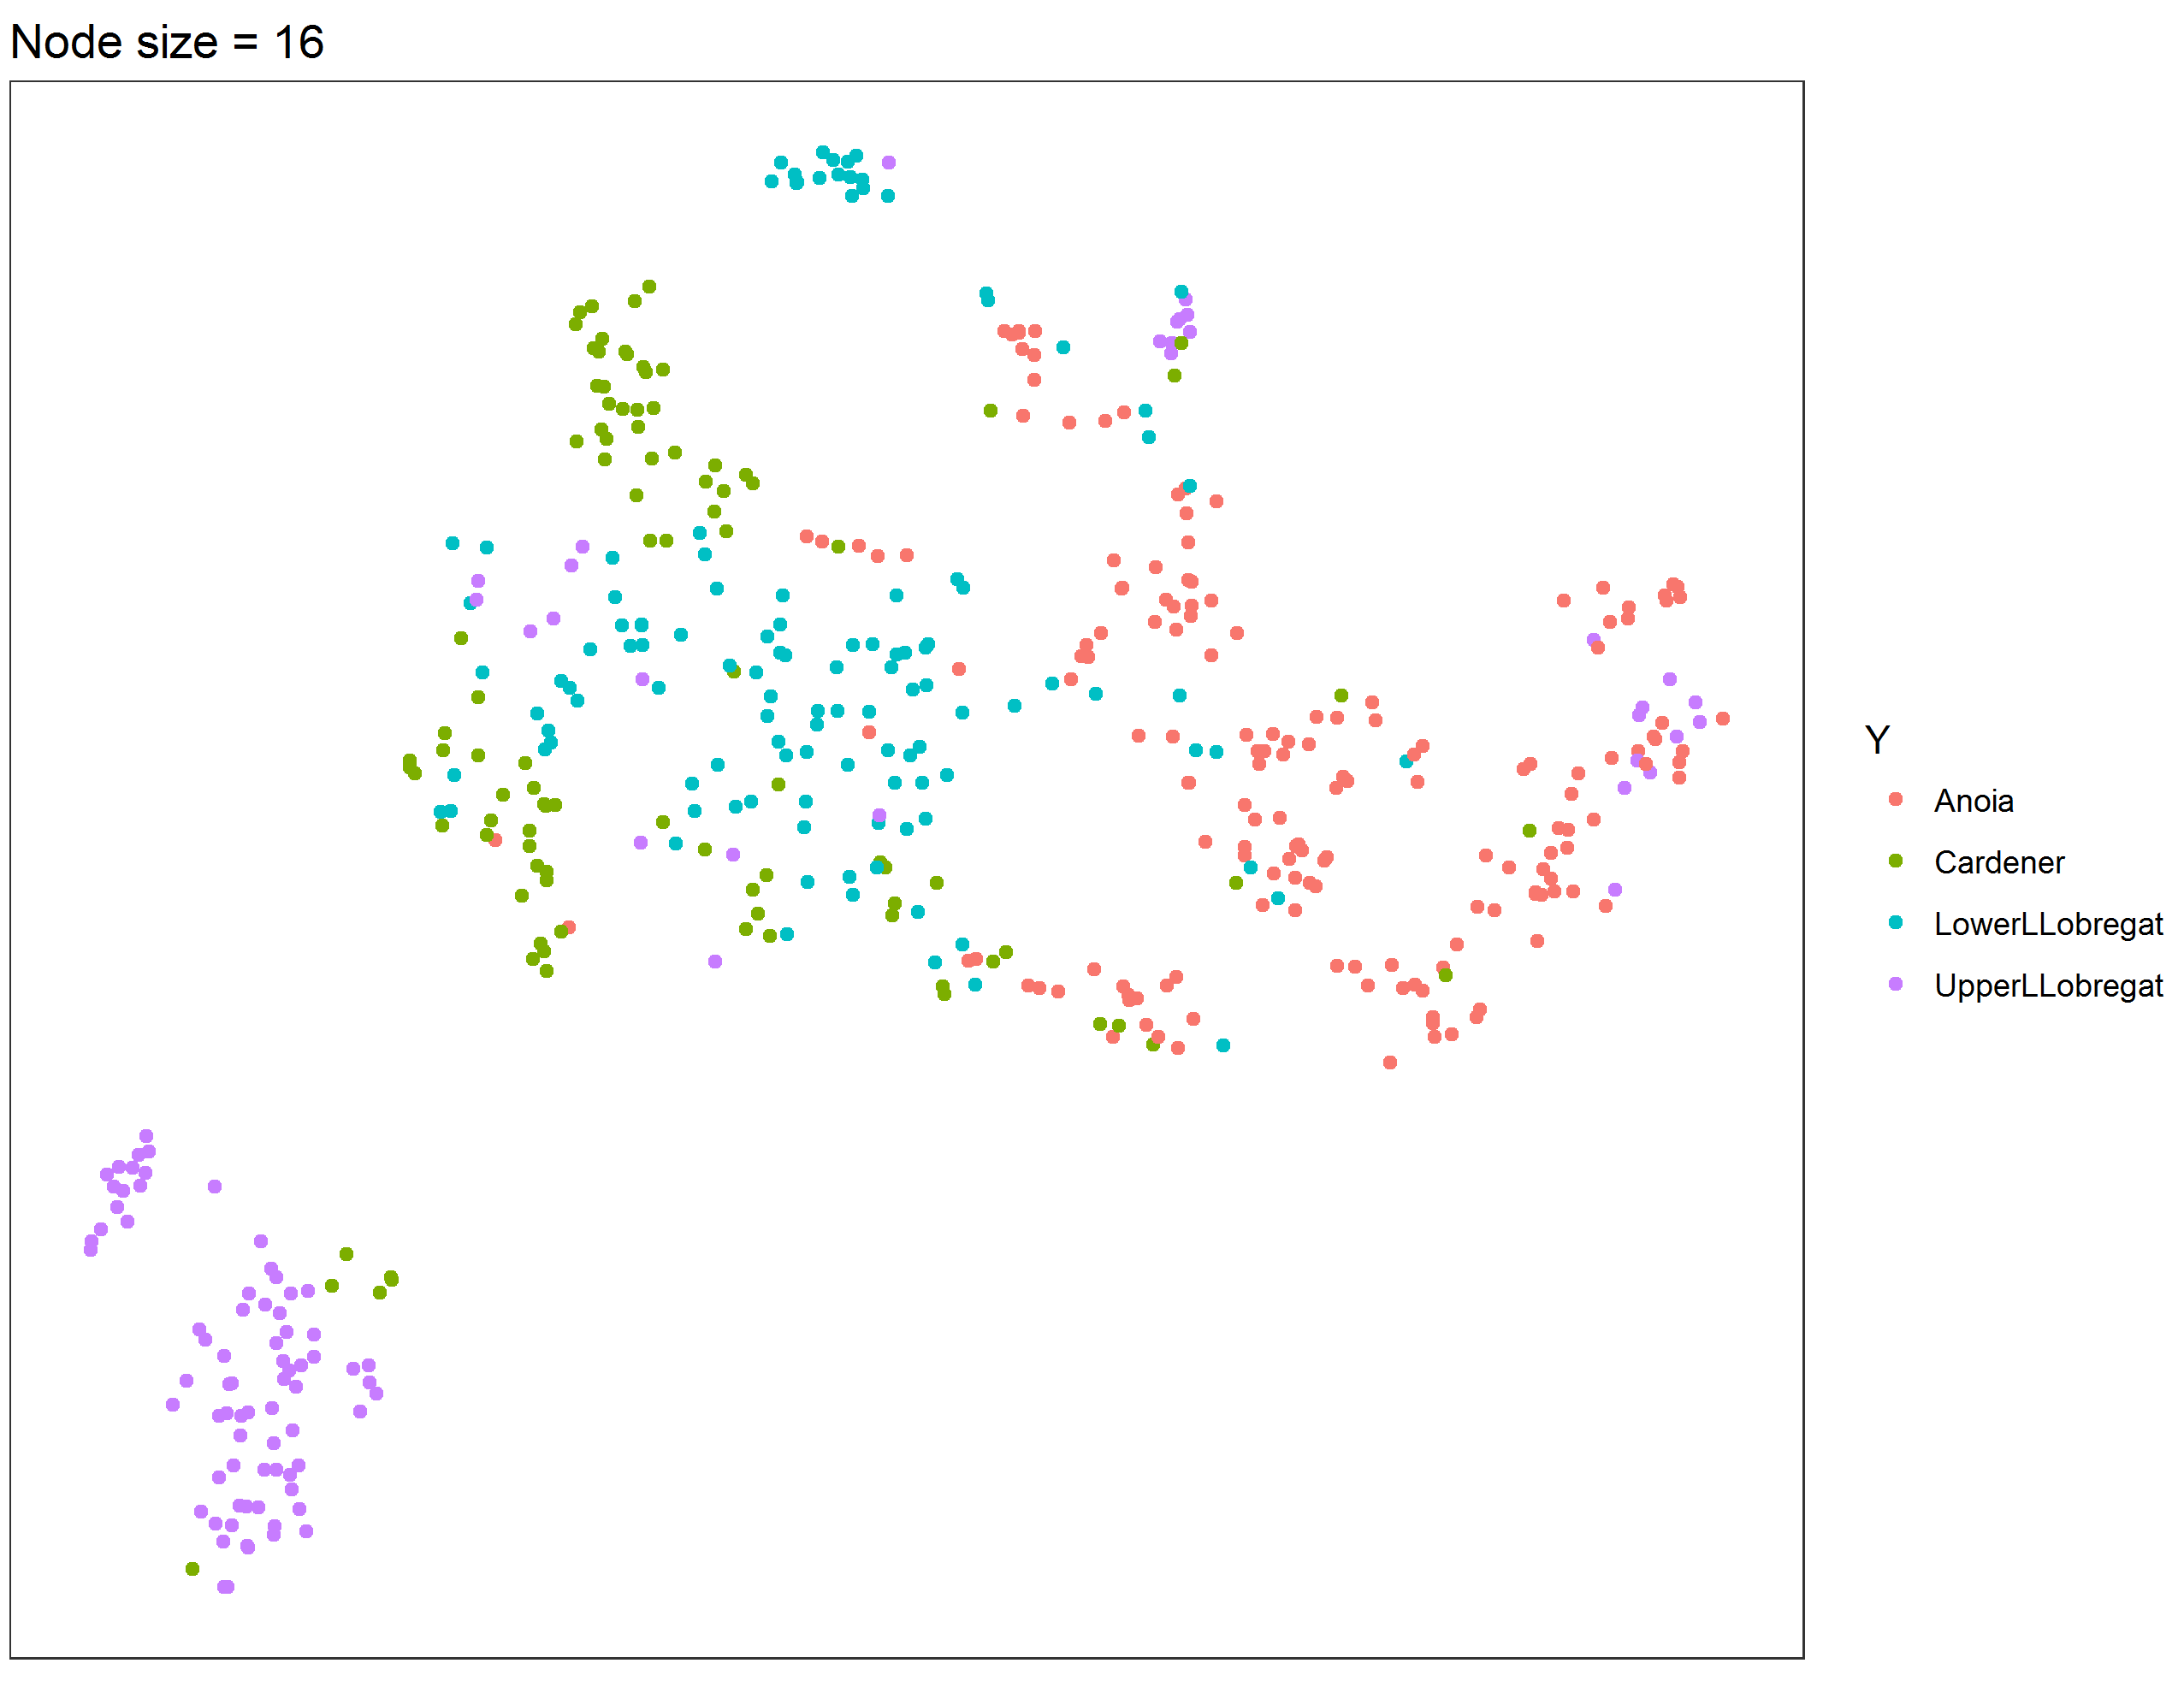 Node size = 16
Y
Anoia
Cardener
LowerLLobregat
UpperLLobregat